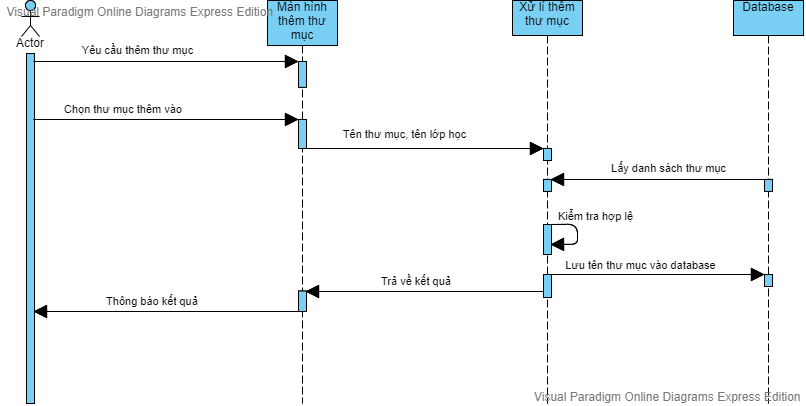 Visual Paradigm Online Diagrams Express Edition
Actor
Màn hình
thêm thư
mục
Xử lí thêm
thư mục
Database
Yêu cầu thêm thư mục
Chọn thư mục thêm vào
Tên thư mục, tên lớp học
Lấy danh sách thư mục
Kiểm tra hợp lệ
Lưu tên thư mục vào database
Trả về kết quả
Thông báo kết quả
Visual Paradigm Online Diagrams Express Edition